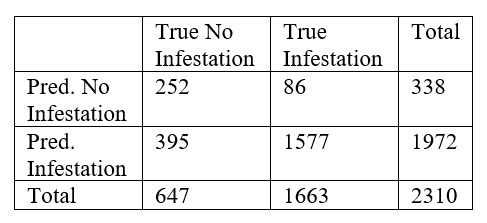 True No True Total
Infestation Infestation
Pred. No 252 86 338
Infestation
Pred. 395 1577 1972
Infestation
Total 647 1663 2310